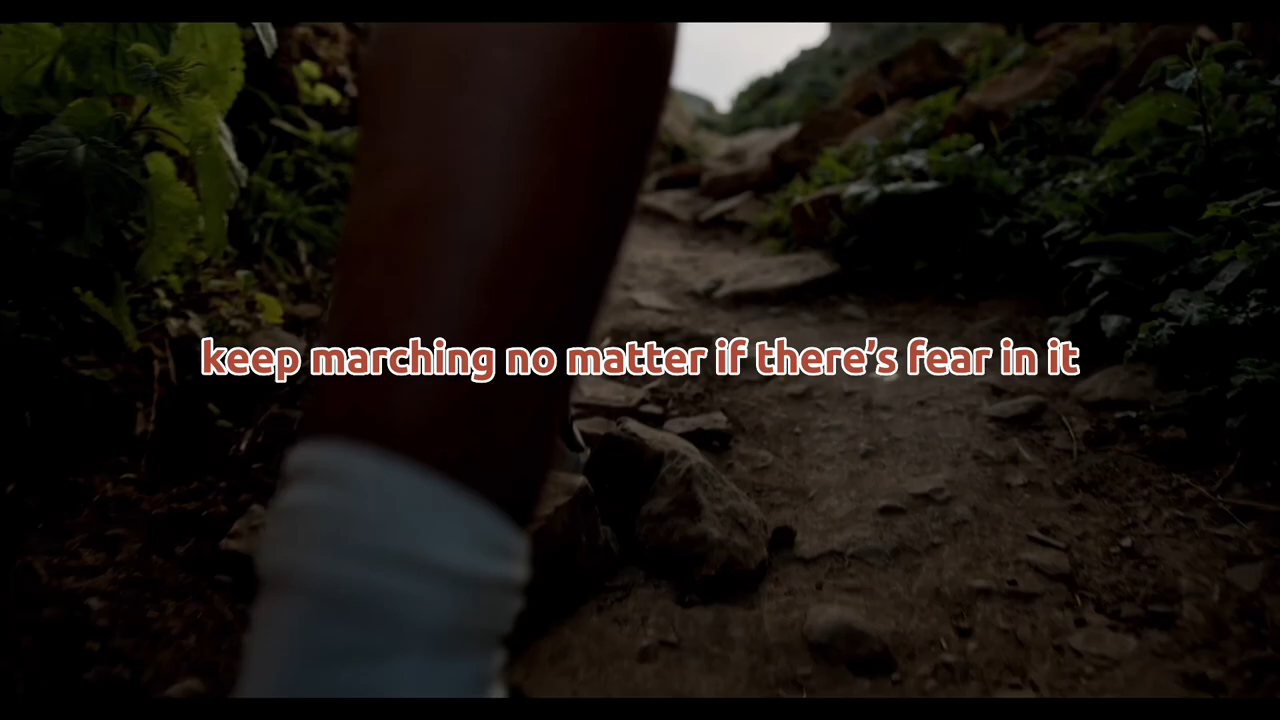 keep marching no matter if there’s fear in it